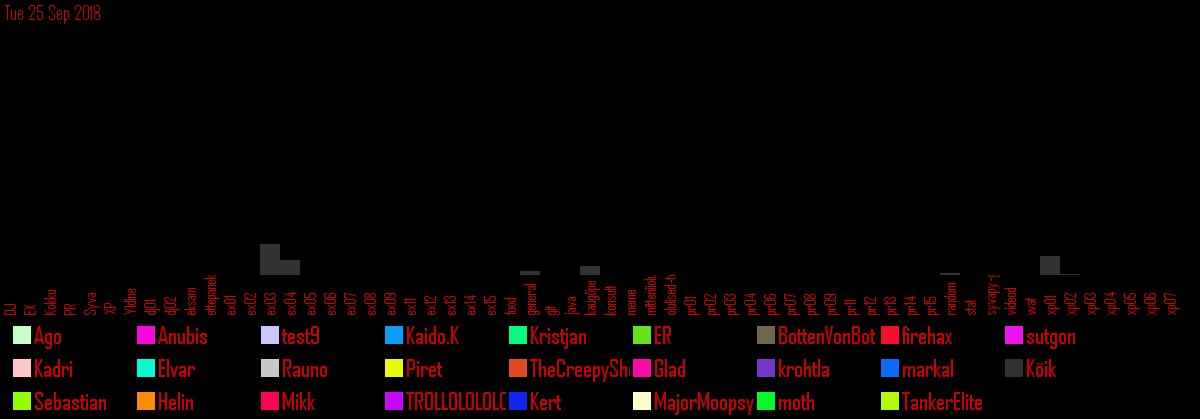 Tue 25 Sep 2018
DJ EX Kokku PR Syva XP Yldine dj01 dj02 eksam ettepanek ex01 ex02 ex03 ex04 ex05 ex06 ex07 ex08 ex09 ex11 ex12 ex13 ex14 ex15 general git java kaugõpe konsult meme olulised-h pr01 pr02 pr03 pr04 pr06 pr07 pr08 pr09 pr11 pr12 pr13 pr14 pr15 random stat videod wat xp01 xp02 xp03 xp04 xp05 xp06 xp07
Ago Anubis test9 Kaido.K Kristjan ER BottenVonBot firehax sutgon
Kadri Elvar Rauno Piret TheCreepySh Glad krohtla markal Kõik
Sebastian Helin Mikk TROLLOLOLOLO Kert MajorMoopsy moth TankerElite